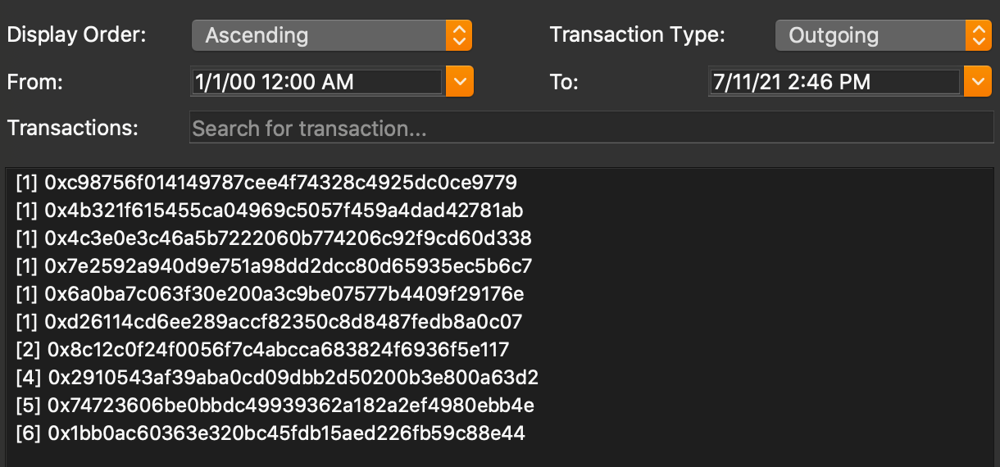 Display Order: Ascending Transaction Type: Outgoing
From: 1/1/00 12:00 AM To: 7/11/21 2:46 PM
Transactions: Search for transaction...
[1] 0xc98756f014149787cee4f74328c4925dc0ce9779
[1] 0x4b321f615455ca04969c5057f459a4dad42781ab
[1] 0x4c3e0e3c46a5b7222060b774206c92f9cd60d338
[1] 0x7e2592a940d9e751a98dd2dcc80d65935ec5b6c7
[1] 0x6a0ba7c063f30e200a3c9be07577b4409f29176e
[1] 0xd26114cd6ee289accf82350c8d8487fedb8a0c07
[2] 0x8c12c0f24f0056f7c4abcca683824f6936f5e117
[4] 0x2910543af39aba0cd09dbb2d50200b3e800a63d2
[5] 0x74723606be0bbdc49939362a182a2ef4980ebb4e
[6] 0x1bb0ac60363e320bc45fdb15aed226fb59c88e44